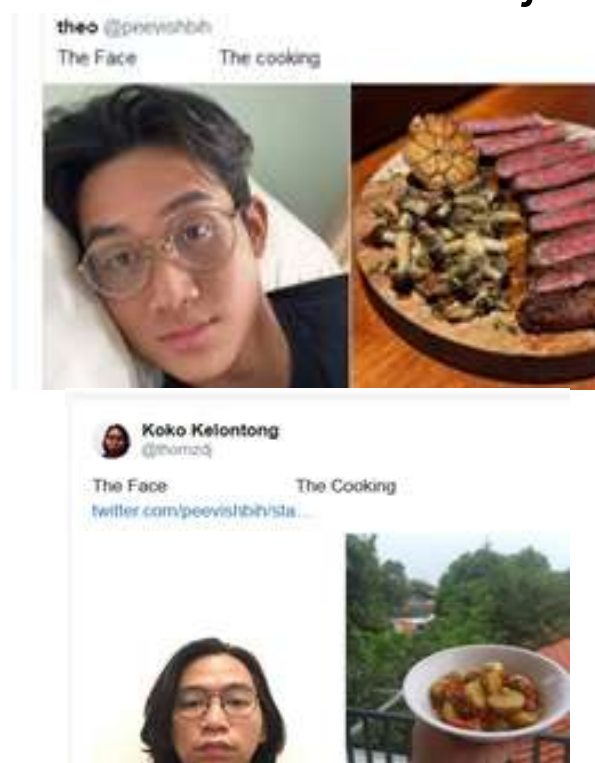 theo @peevishbih
The Face The cooking
Koko Kelontong
@thomzdj
The Face The Cooking
twitter.com/peevishbih/sta...